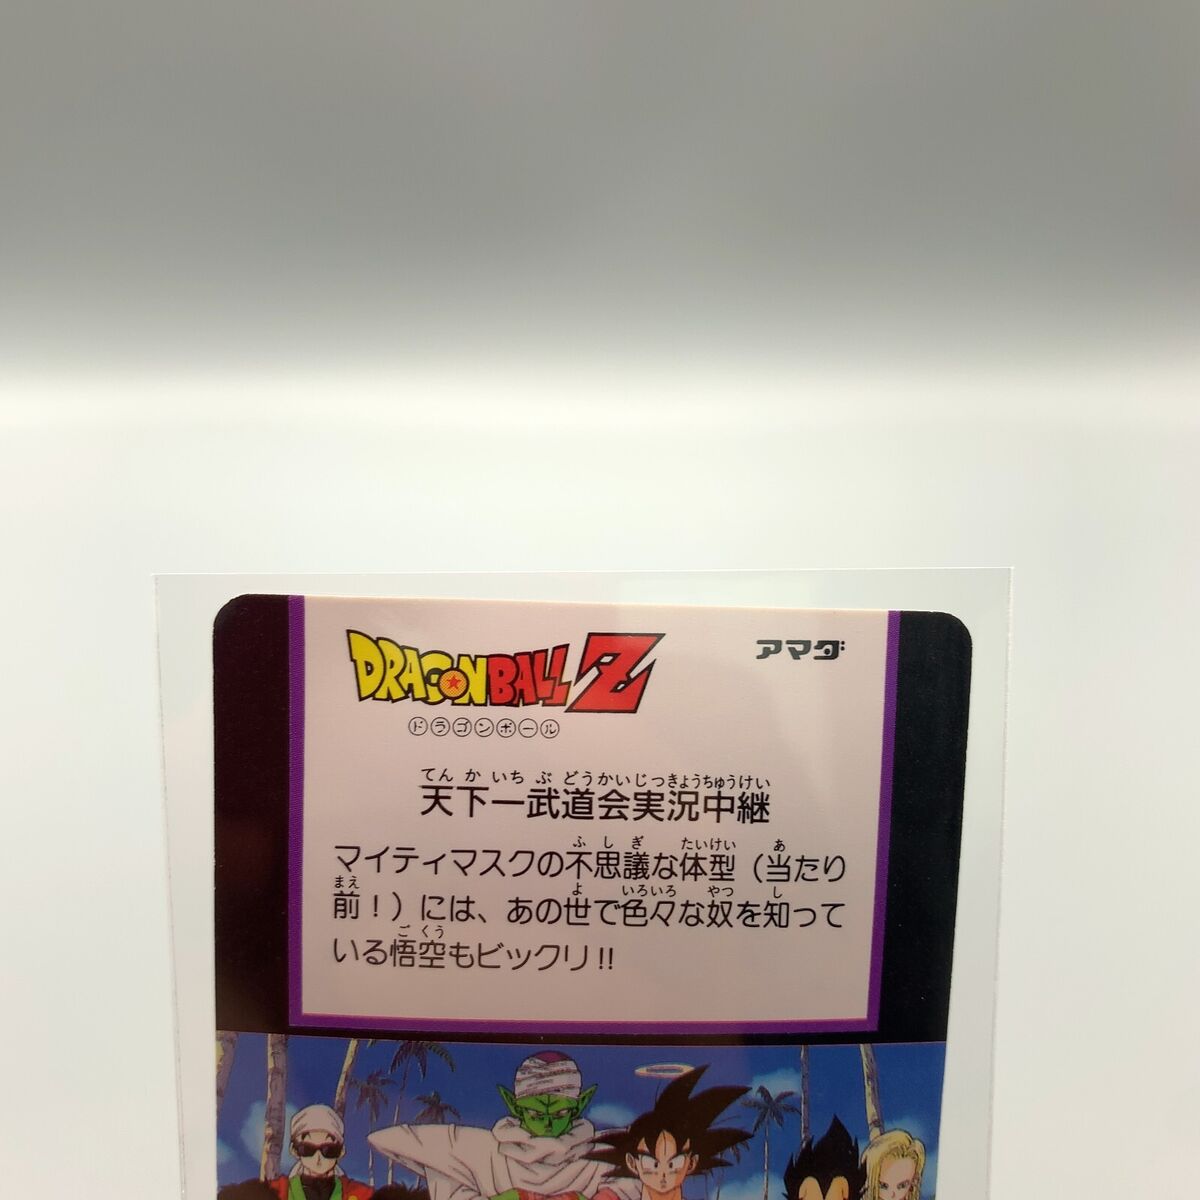 DRAGONBALL Z
アマダ
ドラゴンボール
てんかいちぶどうかいじっきょうちゅうけい
天下一武道会実況中継
ふしぎ たいけい あ
マイティマスクの不思議な体型（当たり
まえ よ いろいろ やつ し
前！）には、あの世で色々な奴を知って
ごくう
いる悟空もビックリ!!